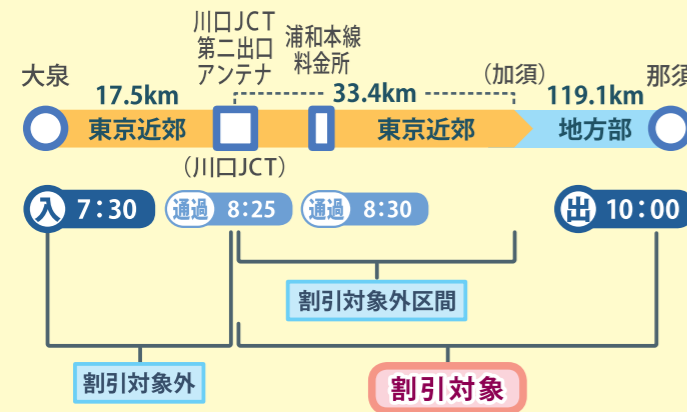 大泉
川口JCT
第二出口
アンテナ
浦和本線
料金所
（加須）
那須
17.5km
33.4km
119.1km
東京近郊
東京近郊
地方部
（川口JCT）
入 7：30
通過 8：25
通過 8：30
出 10：00
割引対象外区間
割引対象外
割引対象